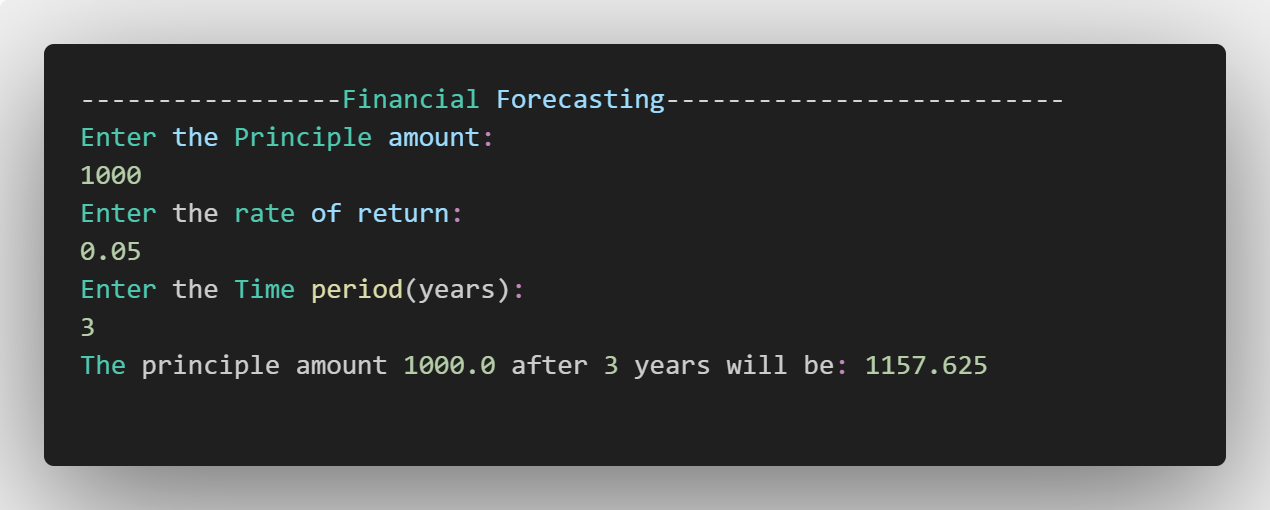 -----------------Financial Forecasting--------------------------
Enter the Principle amount:
1000
Enter the rate of return:
0.05
Enter the Time period(years):
3
The principle amount 1000.0 after 3 years will be: 1157.625